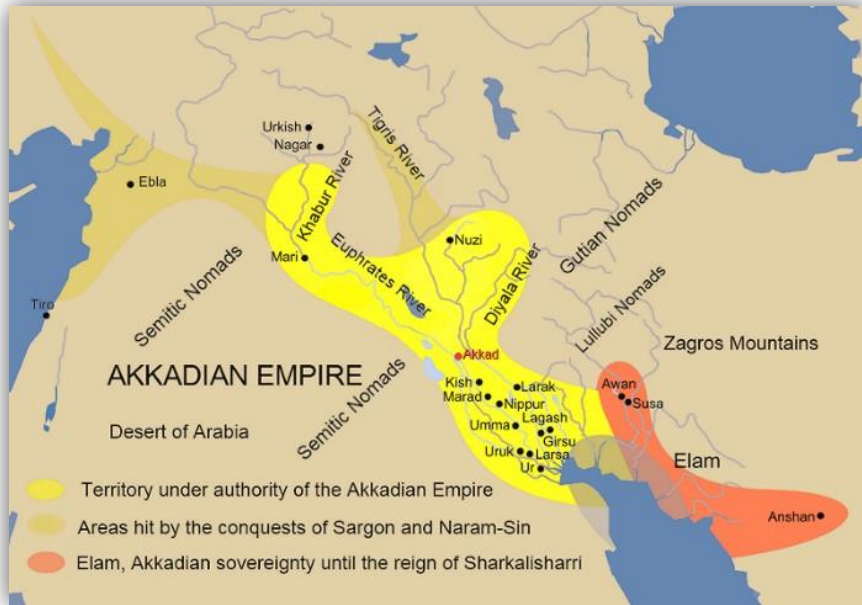 Urkish
Nagar
Tigris River
Ebla
Khabur River
Nuzi
Gutian Nomads
Mari
Euphrates River
Diyala River
Semitic Nomads
Tiro
Lullubi Nomads
Akkad
Zagros Mountains
AKKADIAN EMPIRE
Semitic Nomads
Kish
Larak
Marad
Nippur
Awan
Susa
Lagash
Umma
Girsu
Desert of Arabia
Uruk
Larsa
Ur
Elam
Territory under authority of the Akkadian Empire
Anshan
Areas hit by the conquests of Sargon and Naram-Sin
Elam, Akkadian sovereignty until the reign of Sharkalisharri